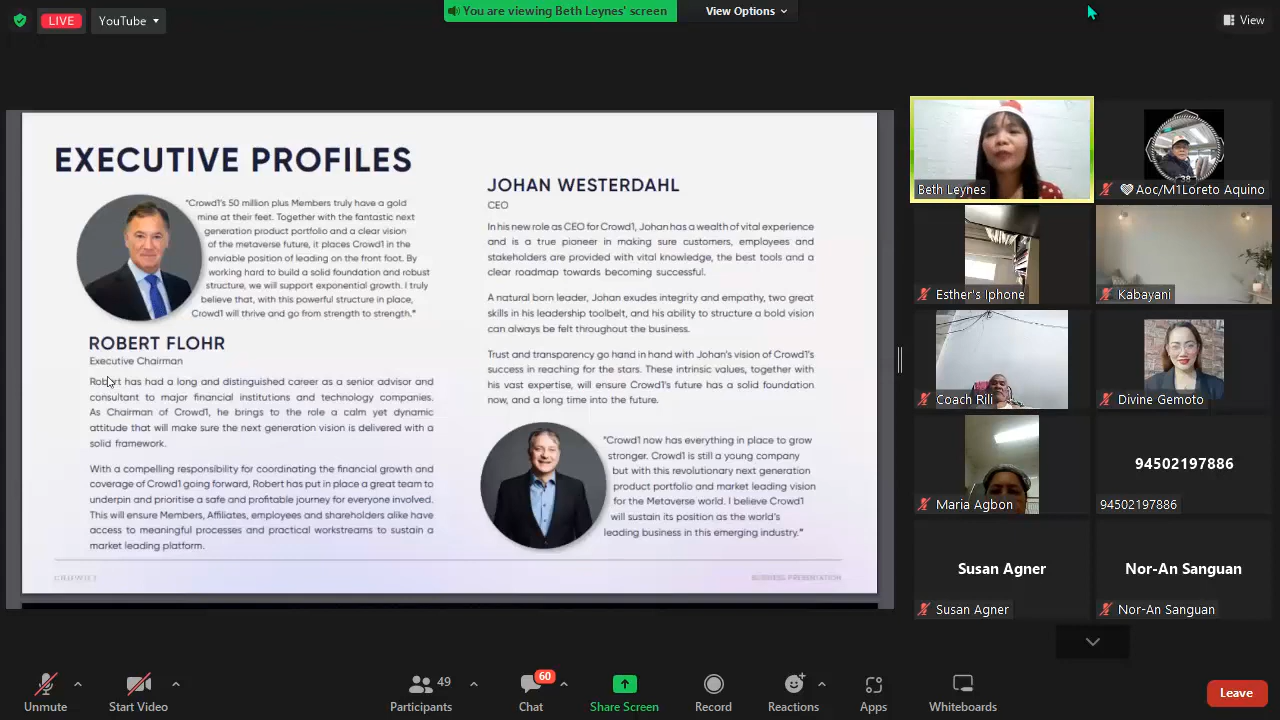 LIVE
YouTube
You are viewing Beth Leynes' screen
View Options
View
EXECUTIVE PROFILES
"Crowd1's 50 million plus Members truly have a gold
mine at their feet. Together with the fantastic next
generation product portfolio and a clear vision
of the metaverse future, it places Crowd1 in the
enviable position of leading on the front foot. By
working hard to build a solid foundation and robust
structure, we will support exponential growth. I truly
believe that, with this powerful structure in place,
Crowd1 will thrive and go from strength to strength."
ROBERT FLOHR
Executive Chairman
Robert has had a long and distinguished career as a senior advisor and
consultant to major financial institutions and technology companies.
As Chairman of Crowd1, he brings to the role a calm yet dynamic
attitude that will make sure the next generation vision is delivered with a
solid framework.
With a compelling responsibility for coordinating the financial growth and
coverage of Crowd1 going forward, Robert has put in place a great team to
underpin and prioritise a safe and profitable journey for everyone involved.
This will ensure Members, Affiliates, employees and shareholders alike have
access to meaningful processes and practical workstreams to sustain a
market leading platform.
JOHAN WESTERDAHL
CEO
In his new role as CEO for Crowd1, Johan has a wealth of vital experience
and is a true pioneer in making sure customers, employees and
stakeholders are provided with vital knowledge, the best tools and a
clear roadmap towards becoming successful.
A natural born leader, Johan exudes integrity and empathy, two great
skills in his leadership toolbelt, and his ability to structure a bold vision
can always be felt throughout the business.
Trust and transparency go hand in hand with Johan's vision of Crowd1's
success in reaching for the stars. These intrinsic values, together with
his vast expertise, will ensure Crowd1's future has a solid foundation
now, and a long time into the future.
"Crowd1 now has everything in place to grow
stronger. Crowd1 is still a young company
but with this revolutionary next generation
product portfolio and market leading vision
for the Metaverse world. I believe Crowd1
will sustain its position as the world's
leading business in this emerging industry."
CROWD1
BUSINESS PRESENTATION
Beth Leynes
Aoc/M1Loreto Aquino
Esther's Iphone
Kabayani
Coach Rili
Divine Gemoto
Maria Agbon
94502197886
94502197886
Susan Agner
Susan Agner
Nor-An Sanguan
Nor-An Sanguan
Unmute
Start Video
49
Participants
60
Chat
Share Screen
Record
Reactions
Apps
Whiteboards
Leave